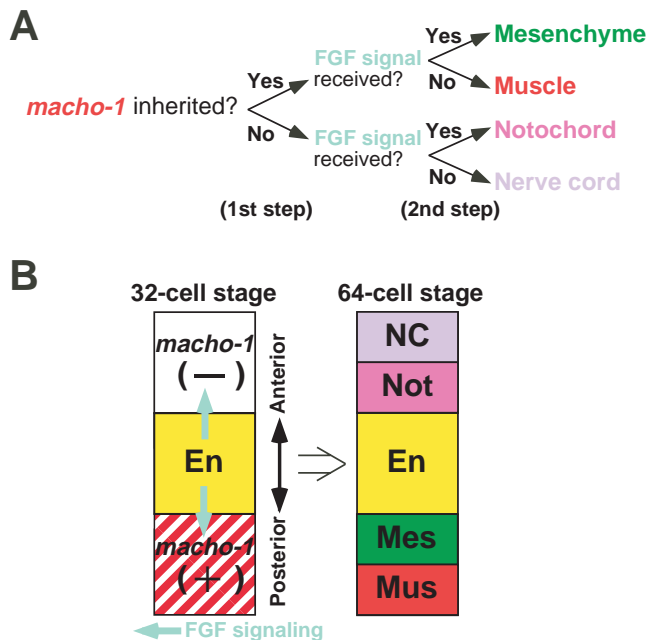 A
macho-1 inherited?
Yes
No
(1st step)
FGF signal
received?
FGF signal
received?
Yes
No
Yes
No
(2nd step)
Mesenchyme
Muscle
Notochord
Nerve cord
B
32-cell stage
macho-1
(—)
En
macho-1
(+)
Anterior
Posterior
FGF signaling
64-cell stage
NC
Not
En
Mes
Mus